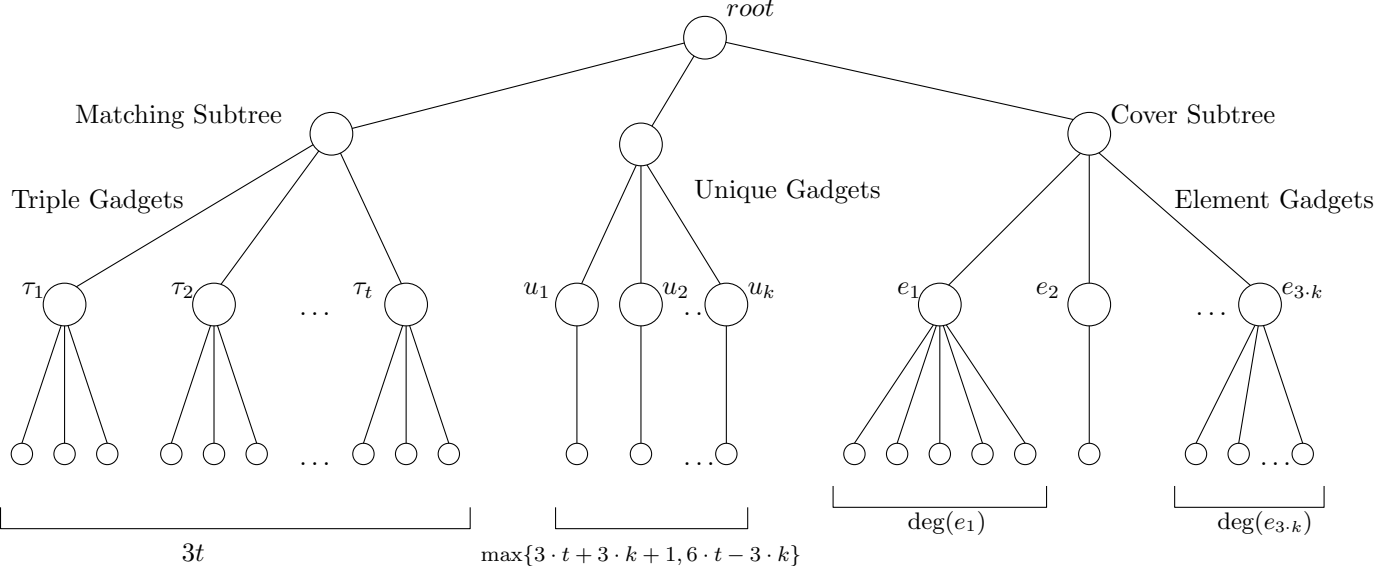 root
Matching Subtree
Cover Subtree
Triple Gadgets
Unique Gadgets
Element Gadgets
τ₁ τ₂ … τₜ u₁ u₂ … uₖ e₁ e₂ … e₃·ₖ
… … …
deg(e₁) deg(e₃·ₖ)
3t max{3 · t + 3 · k + 1, 6 · t − 3 · k}